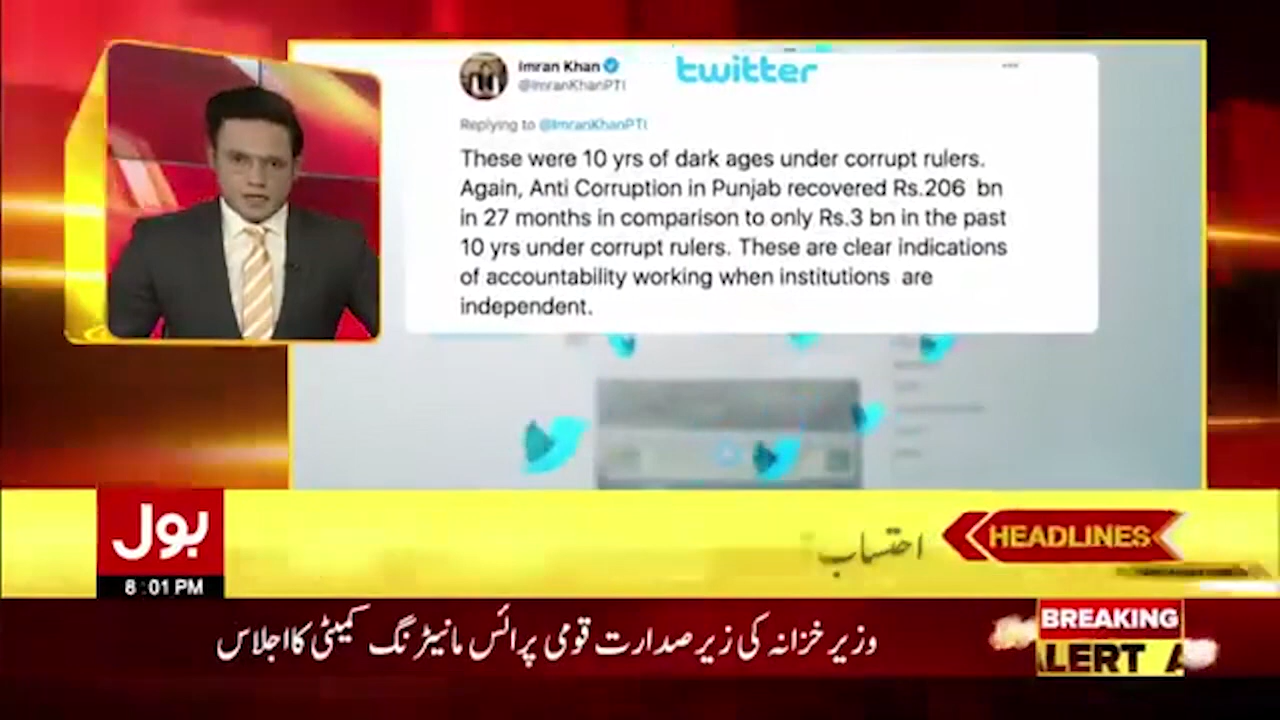 Imran Khan
@ImranKhanPTI
twitter
Replying to @ImranKhanPTI
These were 10 yrs of dark ages under corrupt rulers.
Again, Anti Corruption in Punjab recovered Rs.206 bn
in 27 months in comparison to only Rs.3 bn in the past
10 yrs under corrupt rulers. These are clear indications
of accountability working when institutions are
independent.
بول
8:01 PM
احتساب
HEADLINES
وزیر خزانہ کی زیر صدارت قومی پرائس مانیٹرنگ کمیٹی کا اجلاس
BREAKING
ALERT A